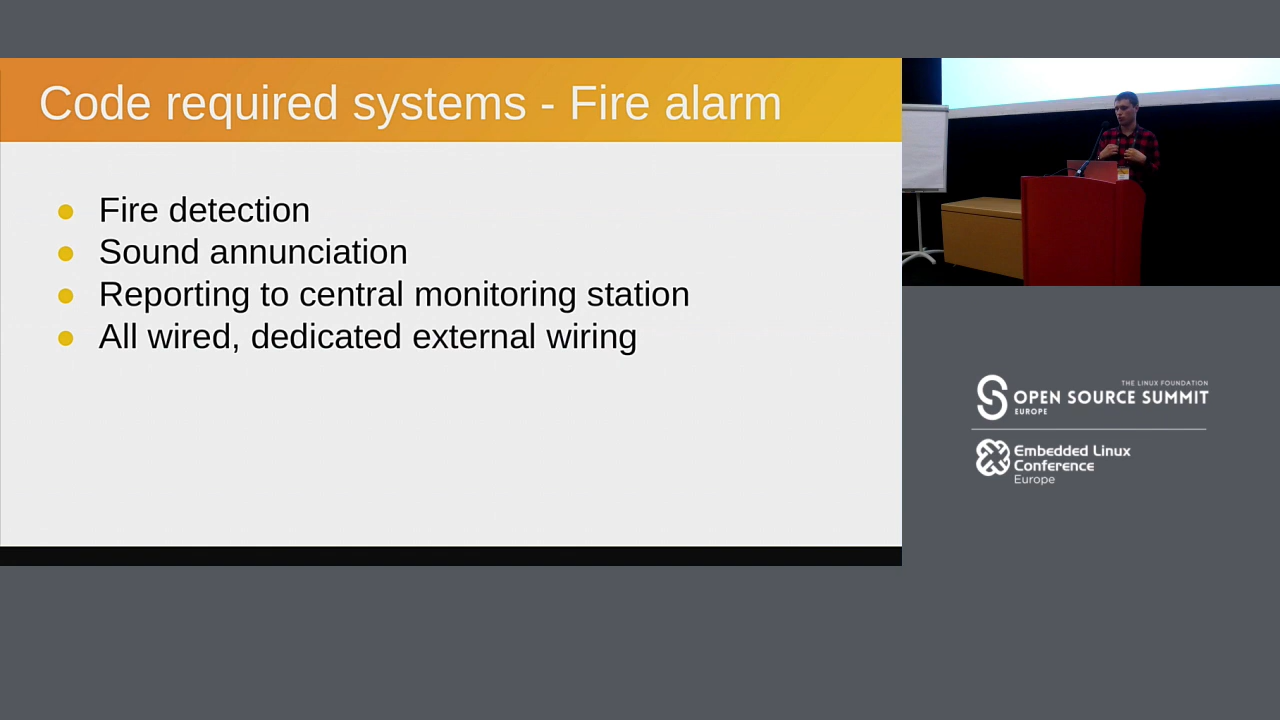 Code required systems - Fire alarm
Fire detection
Sound annunciation
Reporting to central monitoring station
All wired, dedicated external wiring
THE LINUX FOUNDATION
OPEN SOURCE SUMMIT
EUROPE
Embedded Linux
Conference
Europe